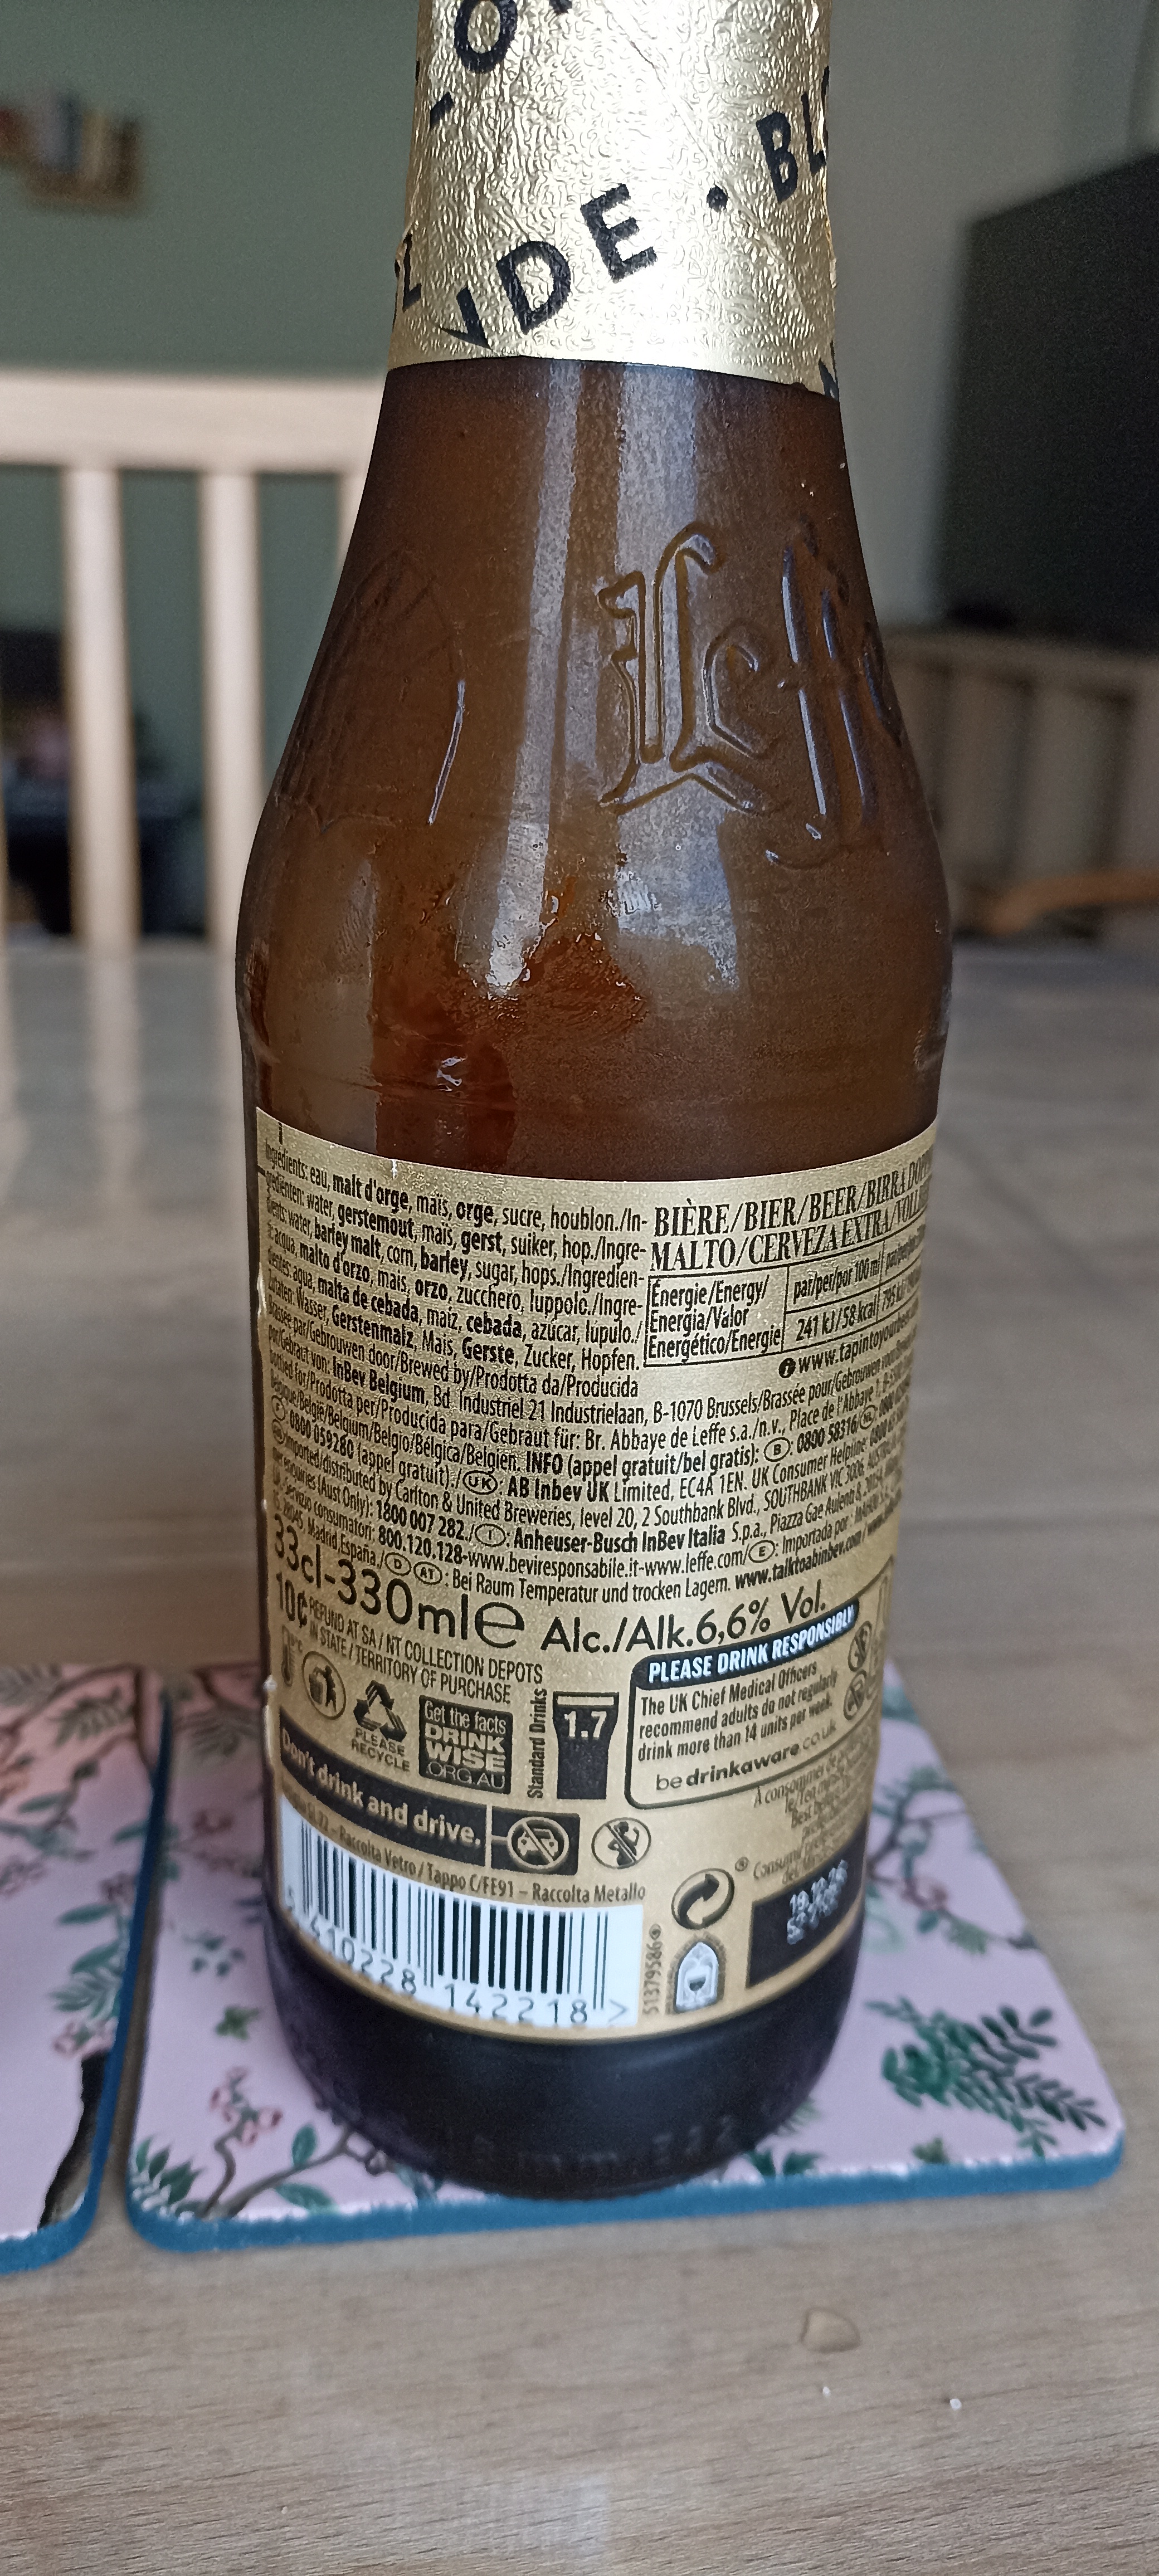 NDE • BLO
Leffe
Ingrédients: eau, malt d'orge, maïs, orge, sucre, houblon./In-
grediënten: water, gerstemout, maïs, gerst, suiker, hop./Ingre-
dients: water, barley malt, corn, barley, sugar, hops./Ingredien-
ti: acqua, malto d'orzo, mais, orzo, zucchero, luppolo./Ingre-
dientes: agua, malta de cebada, maíz, cebada, azúcar, lúpulo./
Zutaten: Wasser, Gerstenmalz, Mais, Gerste, Zucker, Hopfen.
Brassée par/Gebrouwen door/Brewed by/Prodotta da/Producida
por/Gebraut von: InBev Belgium, Bd. Industriel 21 Industrielaan, B-1070 Brussels/Brassée pour/Gebrouwen voor/
Brewed for/Prodotta per/Producida para/Gebraut für: Br. Abbaye de Leffe s.a./n.v., Place de l'Abbaye
Belgique/België/Belgium/Belgio/Bélgica/Belgien. INFO (appel gratuit/bel gratis): B: 0800 58316/
: 0800 059280 (appel gratuit)./UK: AB Inbev UK Limited, EC4A 1EN. UK Consumer Helpline
Imported/distributed by Carlton & United Breweries, level 20, 2 Southbank Blvd., SOUTHBANK VIC 3006,
enquiries (Aust Only): 1800 007 282./I: Anheuser-Busch InBev Italia S.p.a., Piazza Gae Aulenti 8,
servizio consumatori: 800.120.128-www.beviresponsabile.it-www.leffe.com/E: Importada por:
Madrid, España./D AT: Bei Raum Temperatur und trocken Lagern. www.talktoabinbev.com
BIÈRE/BIER/BEER/BIRRA DOPPIO
MALTO/CERVEZA EXTRA/
Énergie/Energy/
Energia/Valor
Energético/Energie
par/per/por 100 ml
241 kJ/58 kcal
www.tapintoyour
33cl-330ml e Alc./Alk.6,6% Vol.
10¢ REFUND AT SA / NT COLLECTION DEPOTS
IN STATE / TERRITORY OF PURCHASE
PLEASE
RECYCLE
Get the facts
DRINK
WISE
.ORG.AU
Standard Drinks
1.7
PLEASE DRINK RESPONSIBLY
The UK Chief Medical Officers
recommend adults do not regularly
drink more than 14 units per week.
be drinkaware.co.uk
Don't drink and drive.
– Raccolta Vetro / Tappo C/FE91 – Raccolta Metallo
410228 142218 >
51379586